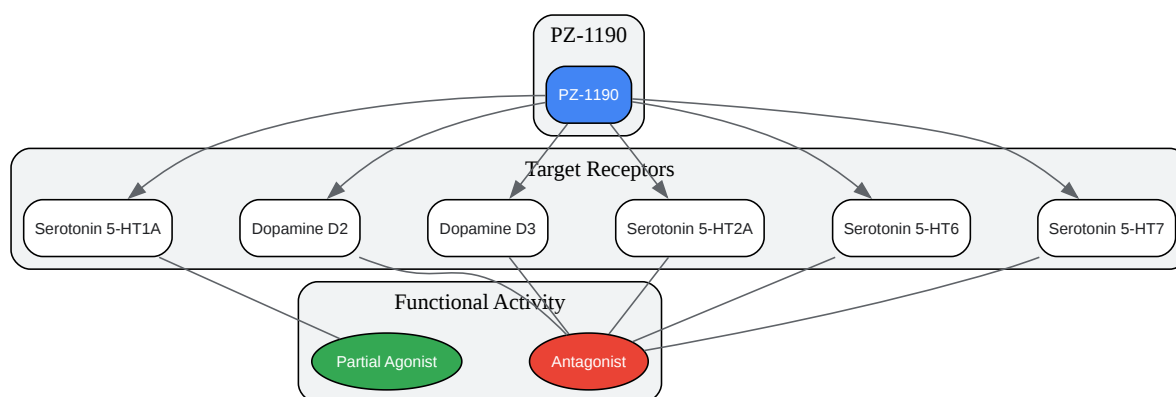 PZ-1190
PZ-1190
Target Receptors
Serotonin 5-HT1A
Dopamine D2
Dopamine D3
Serotonin 5-HT2A
Serotonin 5-HT6
Serotonin 5-HT7
Functional Activity
Partial Agonist
Antagonist